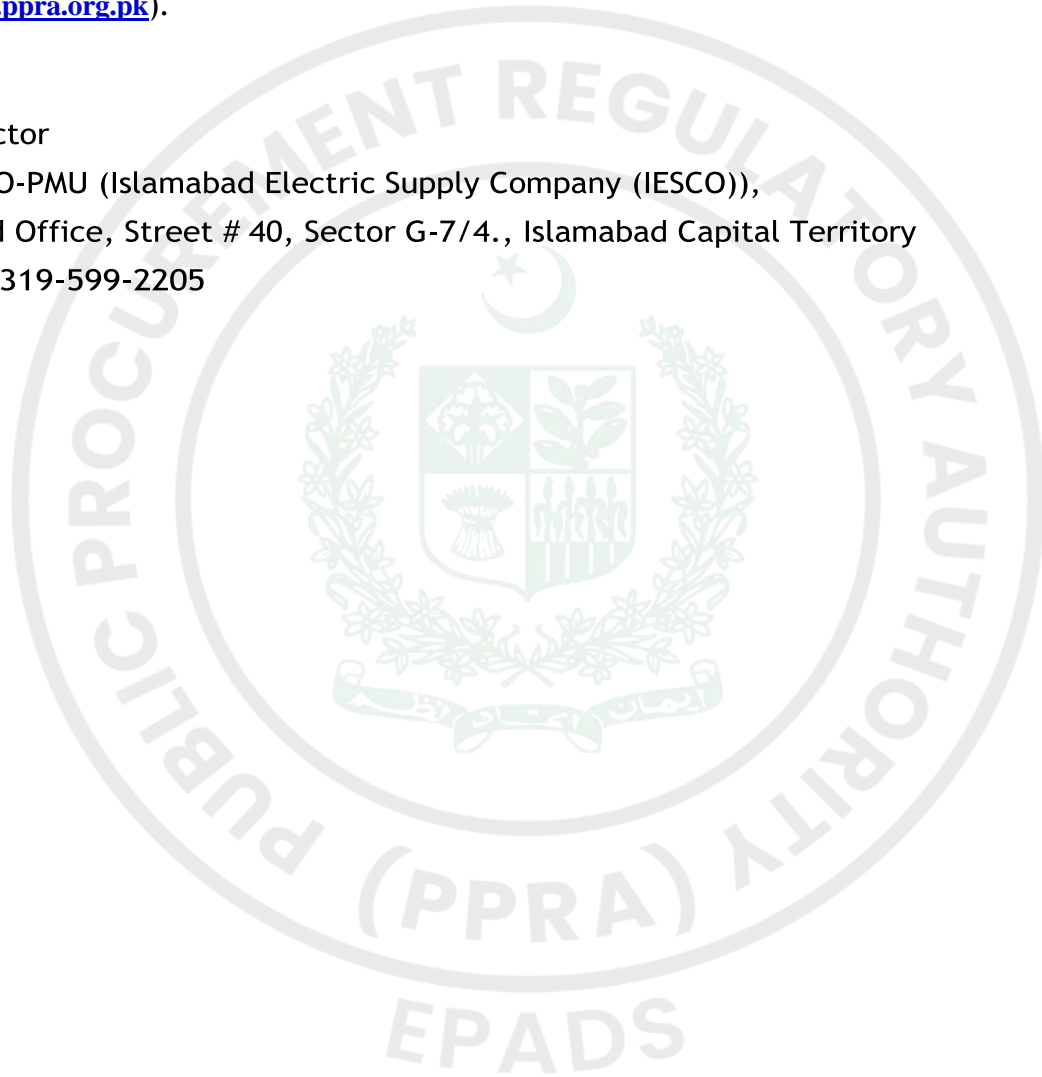 .ppra.org.pk).
ctor
O-PMU (Islamabad Electric Supply Company (IESCO)),
d Office, Street # 40, Sector G-7/4., Islamabad Capital Territory
319-599-2205
PUBLIC PROCUREMENT REGULATORY AUTHORITY
(PPRA)
EPADS